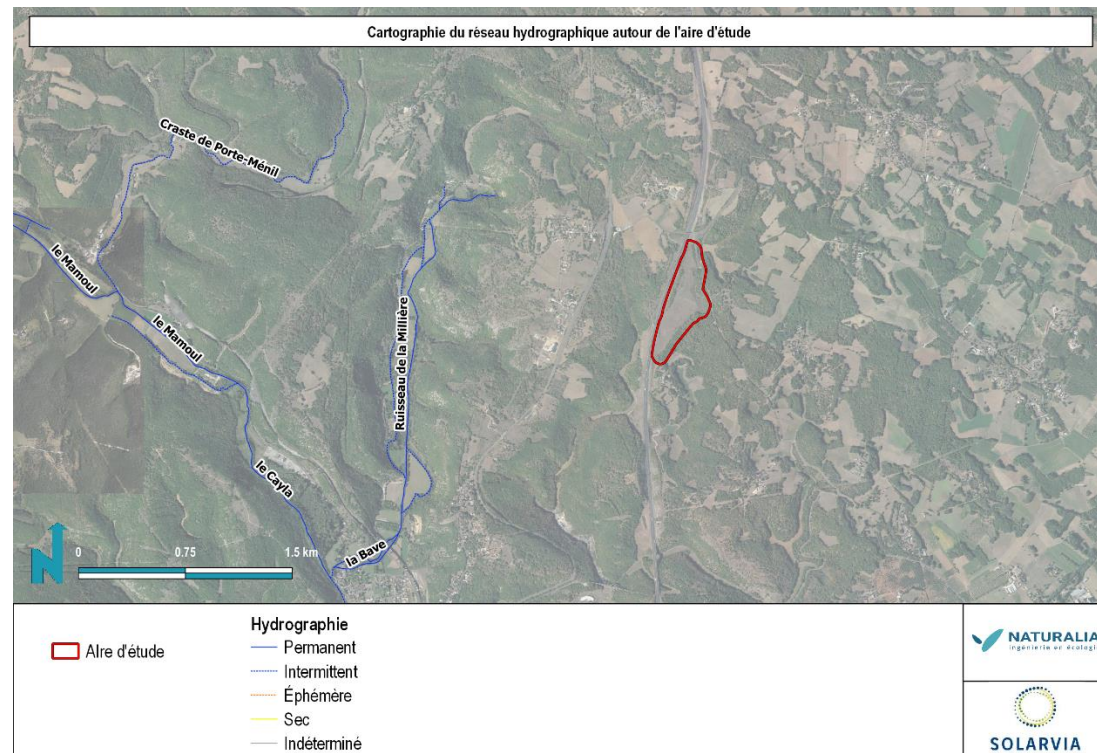 Cartographie du réseau hydrographique autour de l'aire d'étude
Craste de Porte-Ménil
le Mamoul
le Mamoul
Ruisseau de la Millière
le Cayla
la Bave
N
0 0.75 1.5 km
AIre d'étude
Hydrographie
Permanent
Intermittent
Éphémère
Sec
Indéterminé
NATURALIA
ingénierie en écologie
SOLARVIA